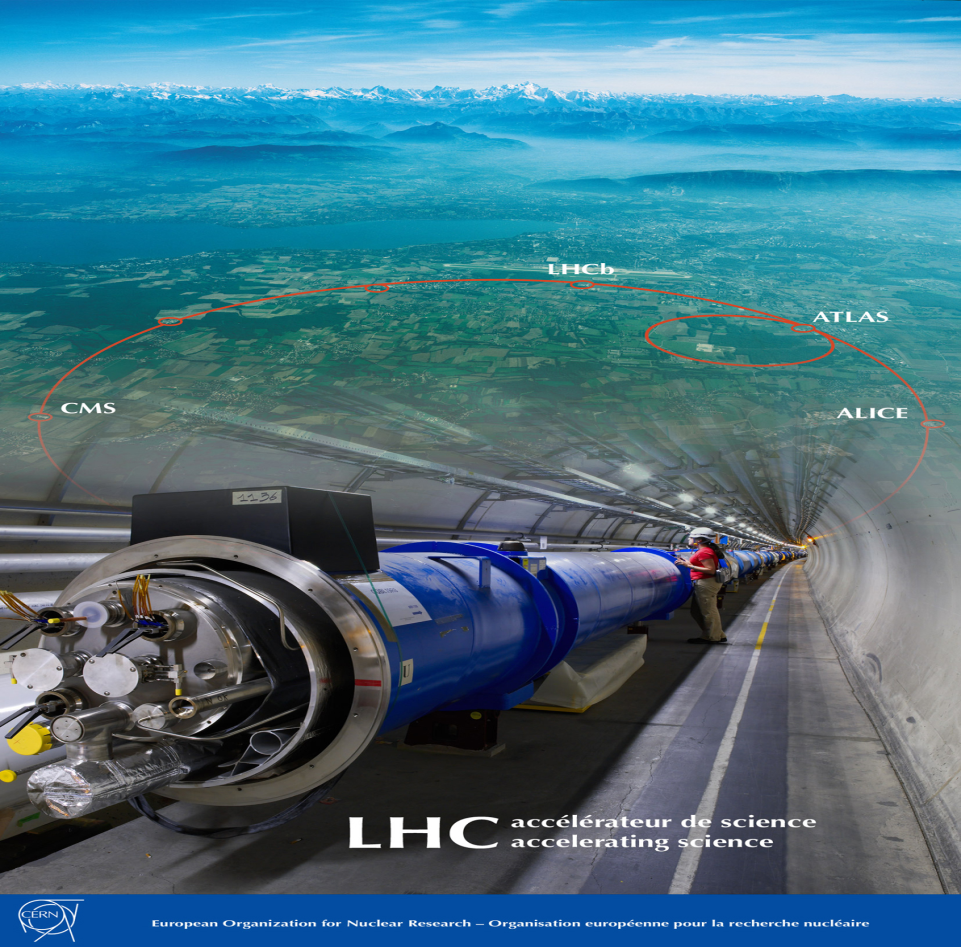 LHCb
ATLAS
CMS
ALICE
1136
LHC
accélérateur de science
accelerating science
CERN
European Organization for Nuclear Research – Organisation européenne pour la recherche nucléaire